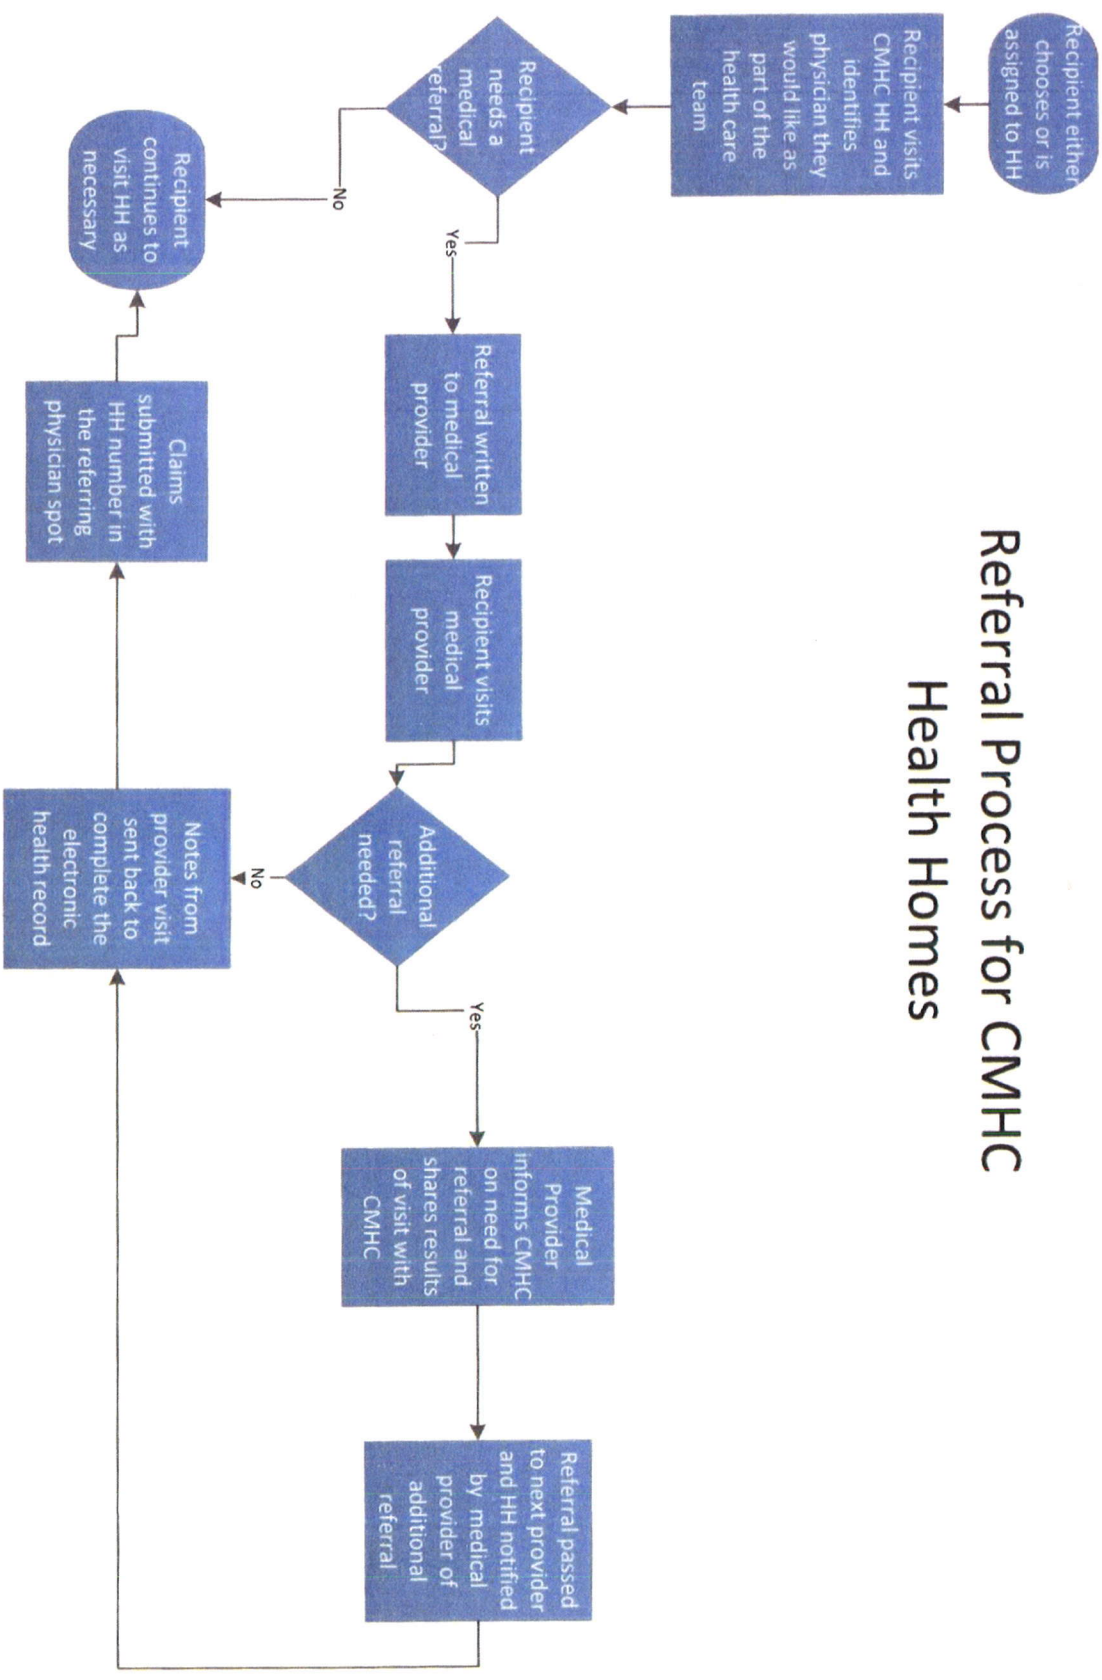 Referral Process for CMHC
Health Homes
Recipient either
chooses or is
assigned to HH
Recipient visits
CMHC HH and
identifies
physician they
would like as
part of the
health care
team
Recipient
needs a
medical
referral?
No
Yes
Recipient
continues to
visit HH as
necessary
Referral written
to medical
provider
Recipient visits
medical
provider
Additional
referral
needed?
No
Yes
Medical
Provider
informs CMHC
on need for
referral and
shares results
of visit with
CMHC
Referral passed
to next provider
and HH notified
by medical
provider of
additional
referral
Notes from
provider visit
sent back to
complete the
electronic
health record
Claims
submitted with
HH number in
the referring
physician spot